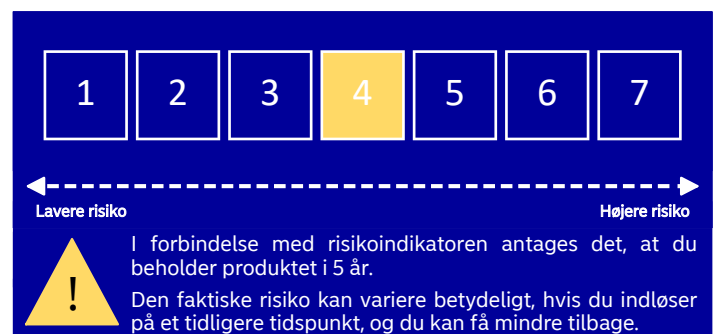 1 2 3 4 5 6 7
Lavere risiko Højere risiko
I forbindelse med risikoindikatoren antages det, at du
beholder produktet i 5 år.
!
Den faktiske risiko kan variere betydeligt, hvis du indløser
på et tidligere tidspunkt, og du kan få mindre tilbage.